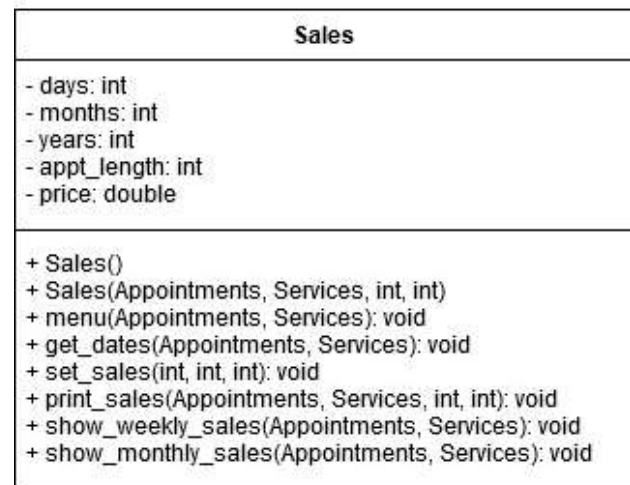 Sales
- days: int
- months: int
- years: int
- appt_length: int
- price: double
+ Sales()
+ Sales(Appointments, Services, int, int)
+ menu(Appointments, Services): void
+ get_dates(Appointments, Services): void
+ set_sales(int, int, int): void
+ print_sales(Appointments, Services, int, int): void
+ show_weekly_sales(Appointments, Services): void
+ show_monthly_sales(Appointments, Services): void